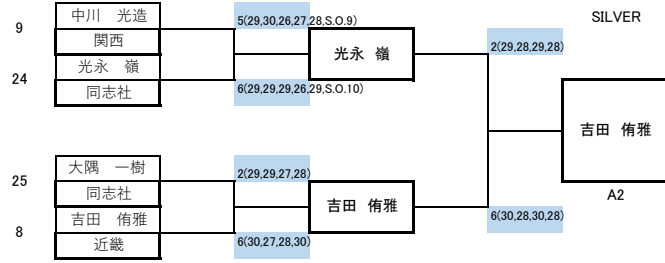 9
中川　光造
関西
5(29,30,26,27,28,S.O.9)
光永　嶺
2(29,28,29,28)
SILVER
24
光永　嶺
同志社
6(29,29,29,26,29,S.O.10)
吉田　侑雅
A2
25
大隅　一樹
同志社
2(29,29,27,28)
吉田　侑雅
6(30,28,30,28)
8
吉田　侑雅
近畿
6(30,27,28,30)